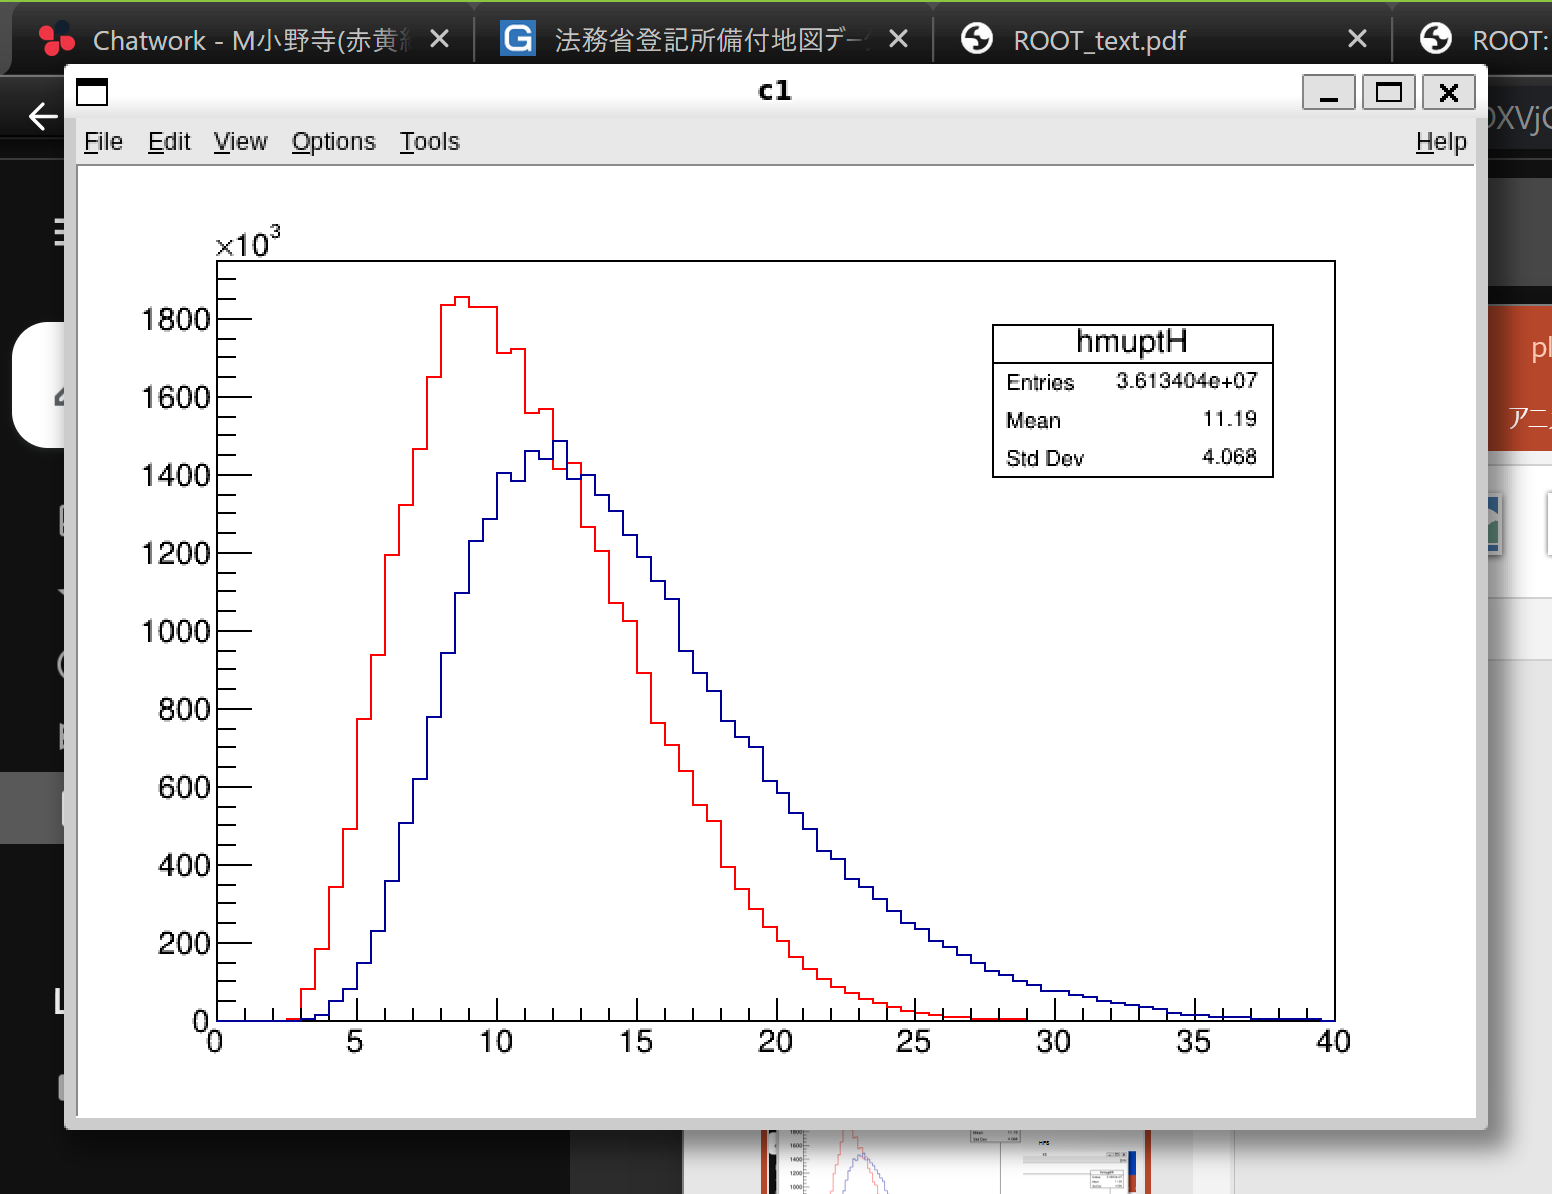 Chatwork - M小野寺(赤黄
法務省登記所備付地図デー
ROOT_text.pdf
ROOT:
c1
File Edit View Options Tools Help
×10³
1800
1600
1400
1200
1000
800
600
400
200
0
0 5 10 15 20 25 30 35 40
hmuptH
Entries 3.613404e+07
Mean 11.19
Std Dev 4.068
pl
アニ